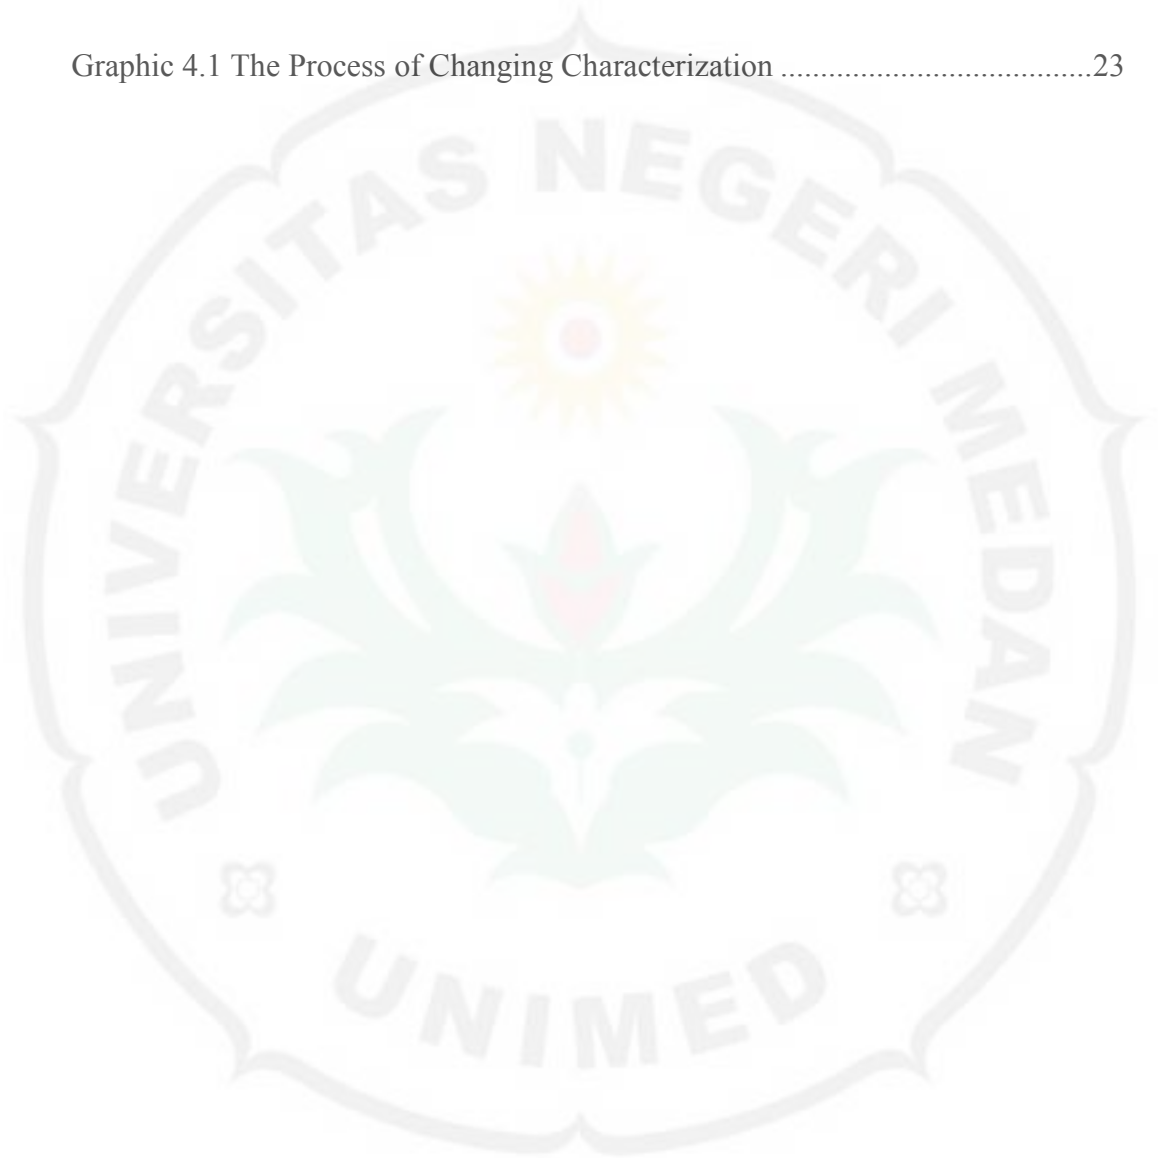 Graphic 4.1 The Process of Changing Characterization ..................................23
UNIVERSITAS NEGERI MEDAN
UNIMED